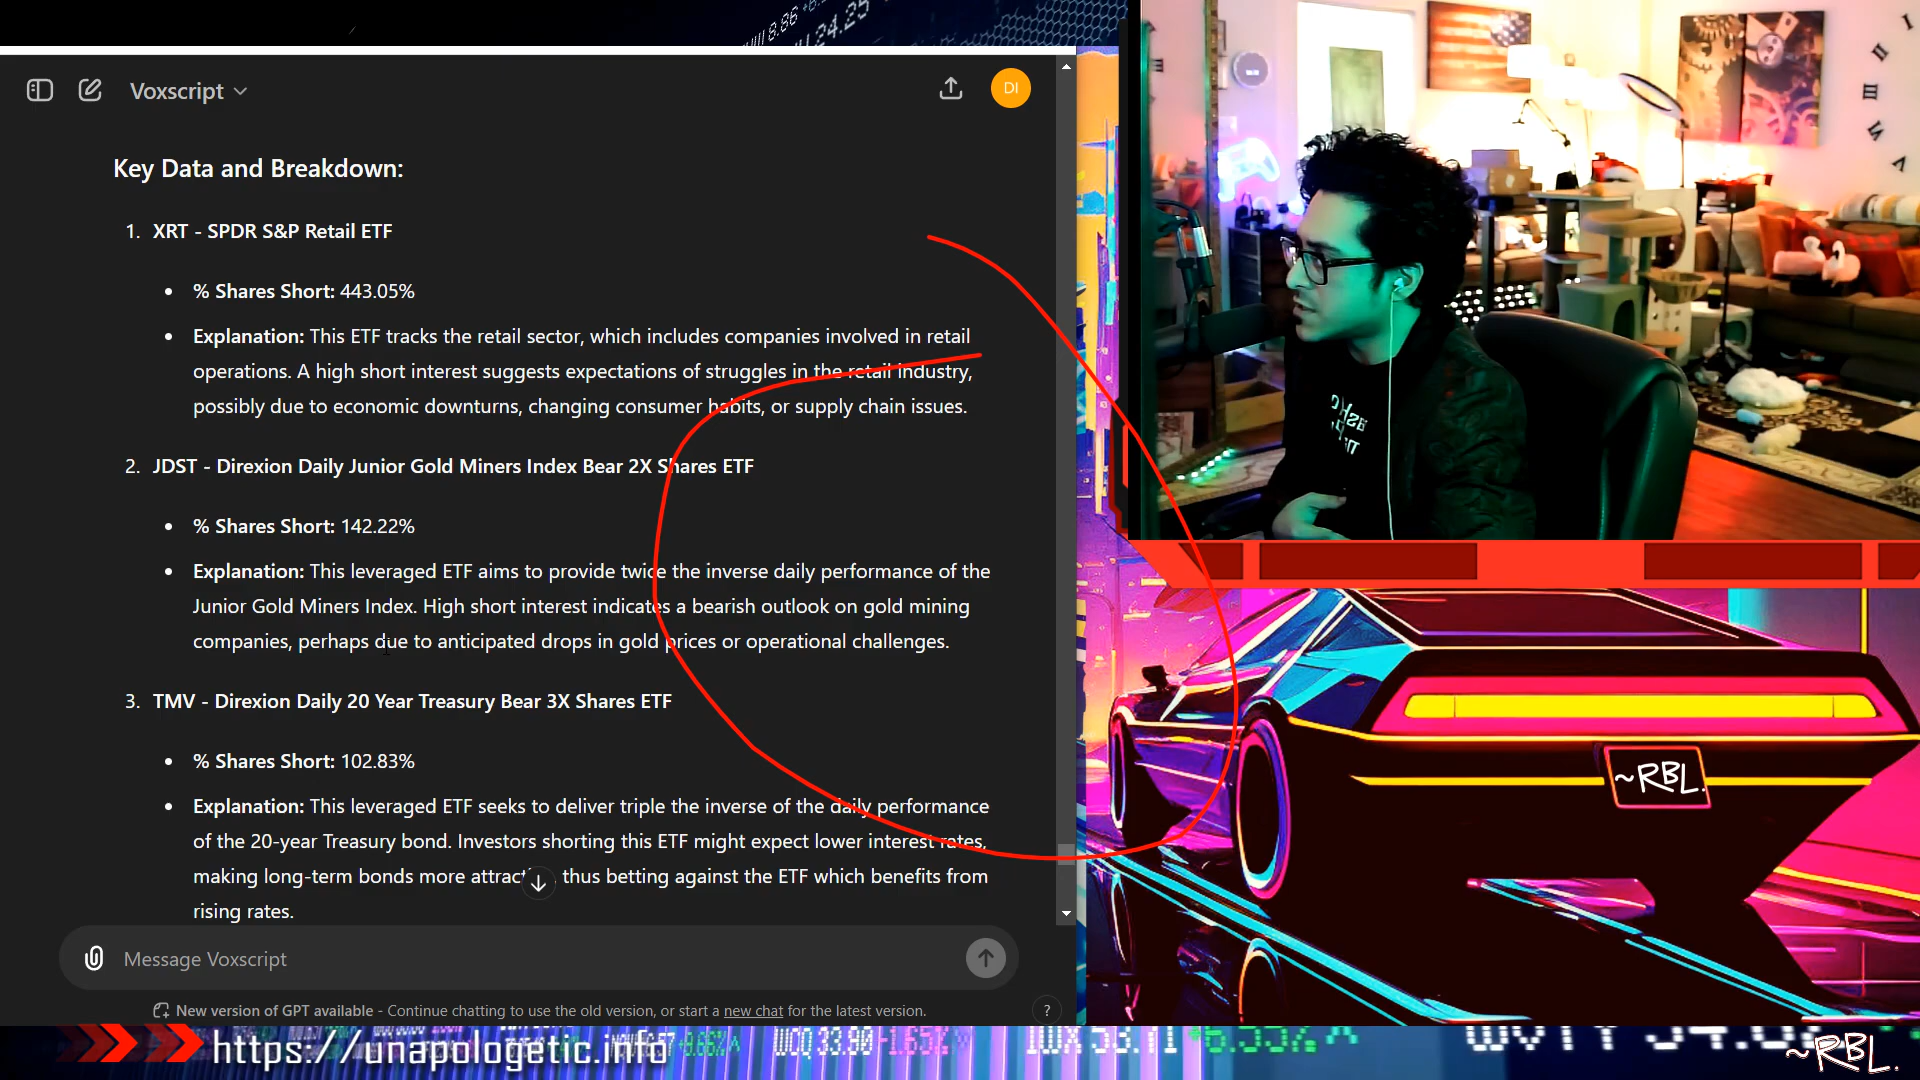 8.86
24.25
Voxscript
DI
Key Data and Breakdown:
1. XRT - SPDR S&P Retail ETF
• % Shares Short: 443.05%
• Explanation: This ETF tracks the retail sector, which includes companies involved in retail
operations. A high short interest suggests expectations of struggles in the retail industry,
possibly due to economic downturns, changing consumer habits, or supply chain issues.
2. JDST - Direxion Daily Junior Gold Miners Index Bear 2X Shares ETF
• % Shares Short: 142.22%
• Explanation: This leveraged ETF aims to provide twice the inverse daily performance of the
Junior Gold Miners Index. High short interest indicates a bearish outlook on gold mining
companies, perhaps due to anticipated drops in gold prices or operational challenges.
3. TMV - Direxion Daily 20 Year Treasury Bear 3X Shares ETF
• % Shares Short: 102.83%
• Explanation: This leveraged ETF seeks to deliver triple the inverse of the daily performance
of the 20-year Treasury bond. Investors shorting this ETF might expect lower interest rates,
making long-term bonds more thus betting against the ETF which benefits from
rising rates.
Message Voxscript
New version of GPT available - Continue chatting to use the old version, or start a new chat for the latest version.
?
~RBL.
https://unapologetic.info
~RBL.